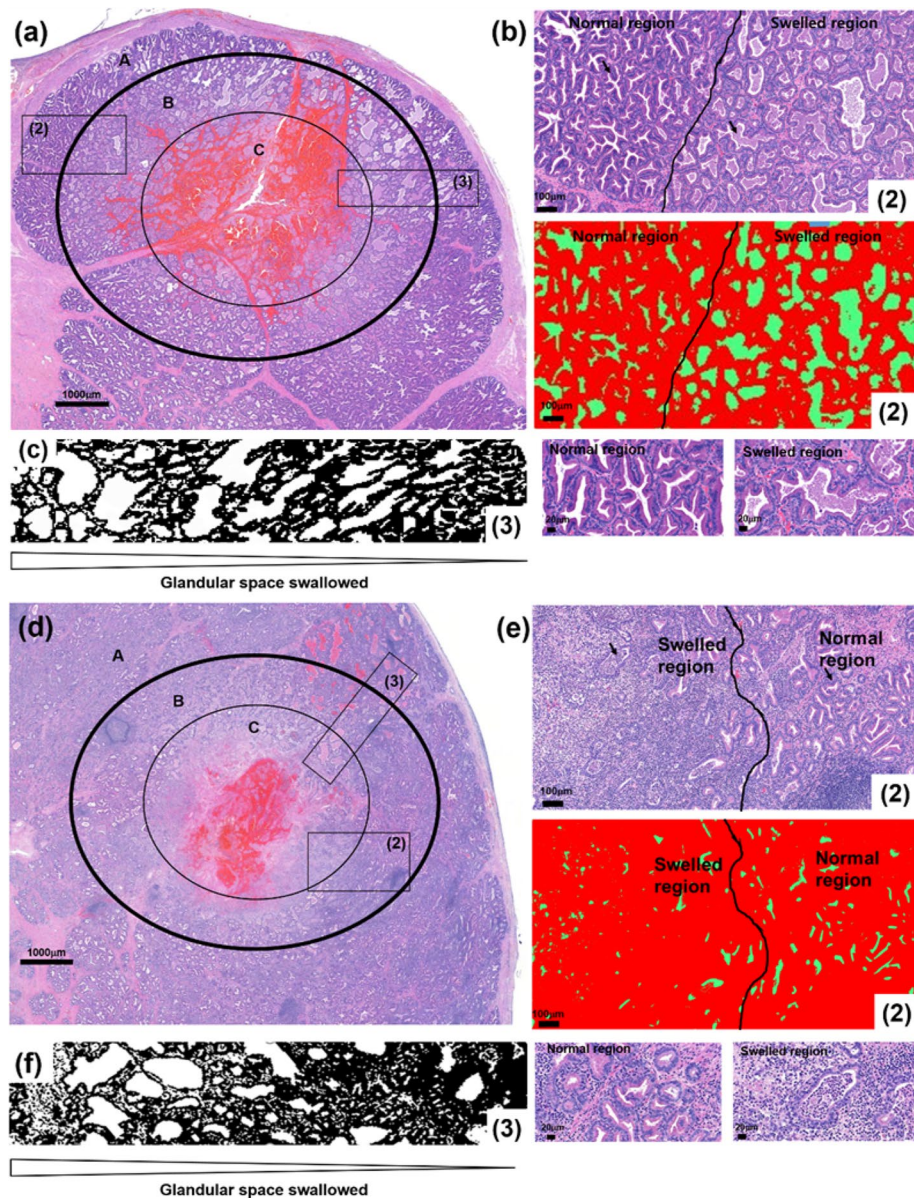 (a)
A
B
C
(2)
(3)
1000μm
(b)
Normal region
Swelled region
100μm
(2)
Normal region
Swelled region
100μm
(2)
(c)
(3)
Glandular space swallowed
Normal region
20μm
Swelled region
20μm
(d)
A
B
C
(3)
(2)
1000μm
(e)
Swelled
region
Normal
region
100μm
(2)
Swelled
region
Normal
region
100μm
(2)
(f)
(3)
Glandular space swallowed
Normal region
20μm
Swelled region
20μm